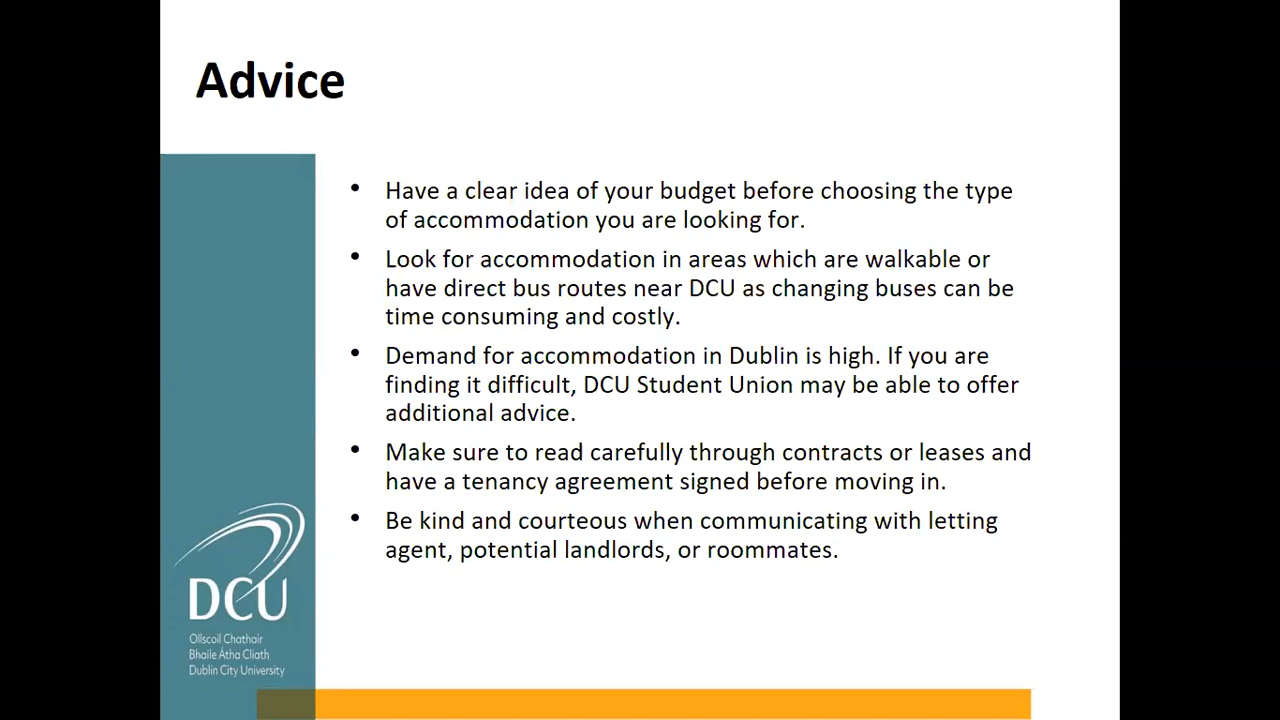 Advice
• Have a clear idea of your budget before choosing the type
of accommodation you are looking for.
• Look for accommodation in areas which are walkable or
have direct bus routes near DCU as changing buses can be
time consuming and costly.
• Demand for accommodation in Dublin is high. If you are
finding it difficult, DCU Student Union may be able to offer
additional advice.
• Make sure to read carefully through contracts or leases and
have a tenancy agreement signed before moving in.
• Be kind and courteous when communicating with letting
agent, potential landlords, or roommates.
DCU
Ollscoil Chathair
Bhaile Átha Cliath
Dublin City University